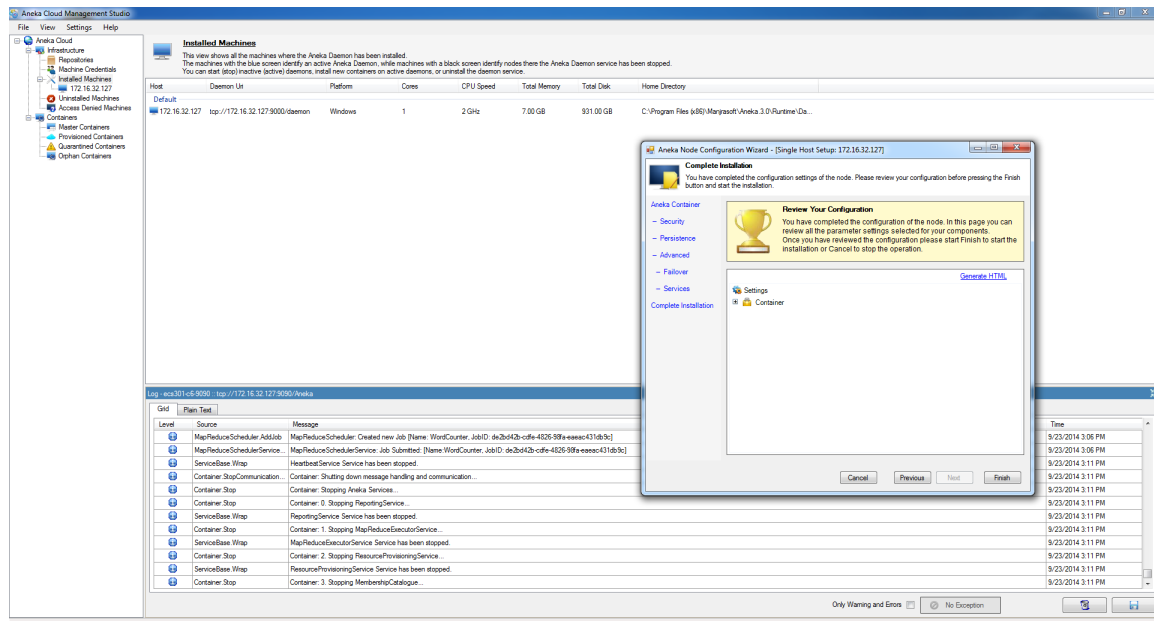 Aneka Cloud Management Studio
File View Settings Help
Aneka Cloud
Infrastructure
Repositories
Machine Credentials
Installed Machines
172.16.32.127
Uninstalled Machines
Access Denied Machines
Containers
Master Containers
Provisioned Containers
Quarantined Containers
Orphan Containers
Installed Machines
This view shows all the machines where the Aneka Daemon has been installed.
The machines with the blue screen identify an active Aneka Daemon, while machines with a black screen identify nodes there the Aneka Daemon service has been stopped.
You can start (stop) inactive (active) daemons, install new containers on active daemons, or uninstall the daemon service.
Host Daemon Uri Platform Cores CPU Speed Total Memory Total Disk Home Directory
Default
172.16.32.127 tcp://172.16.32.127:9000/daemon Windows 1 2 GHz 7.00 GB 931.00 GB C:\Program Files (x86)\Manjrasoft\Aneka.3.0\Runtime\Da...
Aneka Node Configuration Wizard - [Single Host Setup: 172.16.32.127]
Complete Installation
You have completed the configuration settings of the node. Please review your configuration before pressing the Finish
button and start the installation.
Aneka Container
– Security
– Persistence
– Advanced
– Failover
– Services
Complete Installation
Review Your Configuration
You have completed the configuration of the node. In this page you can
review all the parameter settings selected for your components.
Once you have reviewed the configuration please start Finish to start the
installation or Cancel to stop the operation.
Generate HTML
Settings
Container
Cancel Previous Next Finish
Log - ecs301-c6-9090 :: tcp://172.16.32.127:9090/Aneka
Grid Plain Text
Level Source Message Time
MapReduceScheduler.AddJob MapReduceScheduler: Created new Job [Name: WordCounter, JobID: de2bd42b-cdfe-4826-98fa-eaeac431db9c] 9/23/2014 3:06 PM
MapReduceSchedulerService... MapReduceSchedulerService: Job Submitted: [Name:WordCounter, JobID: de2bd42b-cdfe-4826-98fa-eaeac431db9c] 9/23/2014 3:06 PM
ServiceBase.Wrap HeartbeatService Service has been stopped. 9/23/2014 3:11 PM
Container.StopCommunication... Container: Shutting down message handling and communication... 9/23/2014 3:11 PM
Container.Stop Container: Stopping Aneka Services... 9/23/2014 3:11 PM
Container.Stop Container: 0. Stopping ReportingService... 9/23/2014 3:11 PM
ServiceBase.Wrap ReportingService Service has been stopped. 9/23/2014 3:11 PM
Container.Stop Container: 1. Stopping MapReduceExecutorService... 9/23/2014 3:11 PM
ServiceBase.Wrap MapReduceExecutorService Service has been stopped. 9/23/2014 3:11 PM
Container.Stop Container: 2. Stopping ResourceProvisioningService... 9/23/2014 3:11 PM
ServiceBase.Wrap ResourceProvisioningService Service has been stopped. 9/23/2014 3:11 PM
Container.Stop Container: 3. Stopping MembershipCatalogue... 9/23/2014 3:11 PM
Only Warning and Errors No Exception